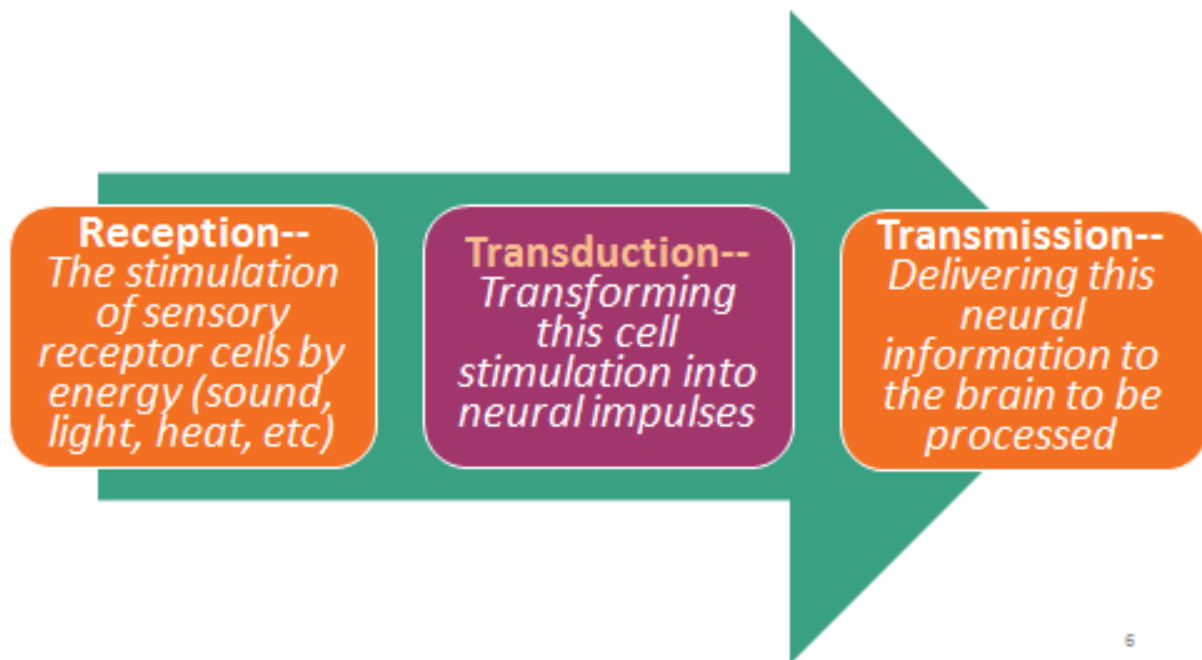 Reception--
The stimulation
of sensory
receptor cells by
energy (sound,
light, heat, etc)
Transduction--
Transforming
this cell
stimulation into
neural impulses
Transmission--
Delivering this
neural
information to
the brain to be
processed
6